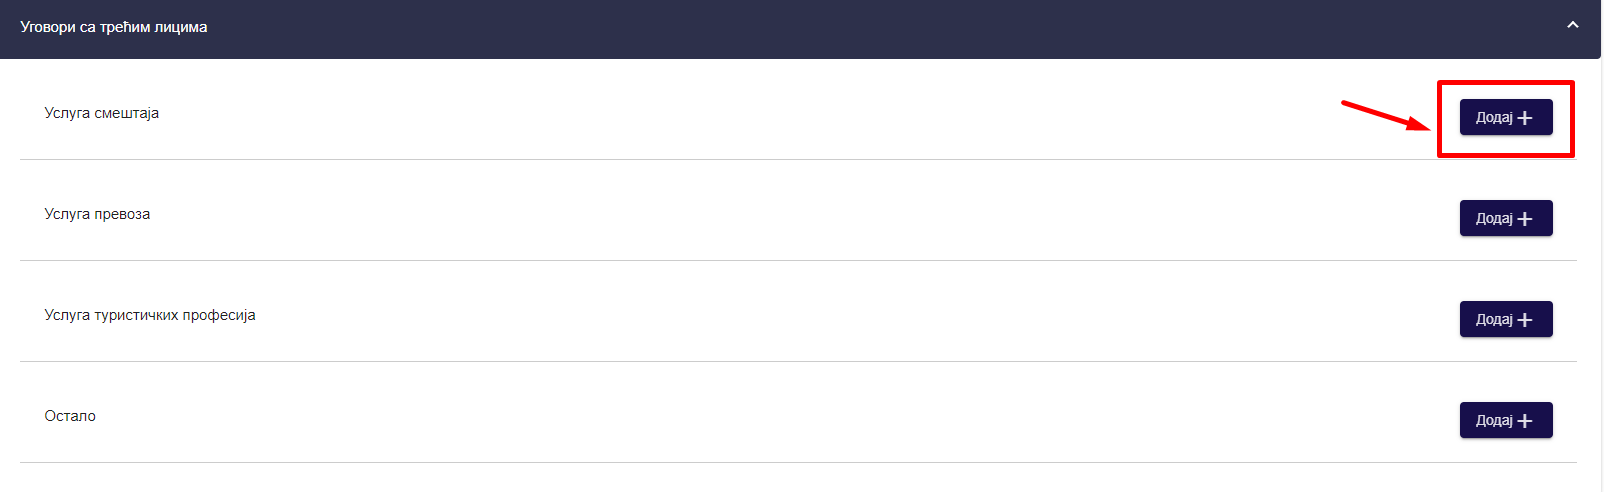 Уговори са трећим лицима
Услуга смештаја
Додај
Услуга превоза
Додај
Услуга туристичких професија
Додај
Остало
Додај